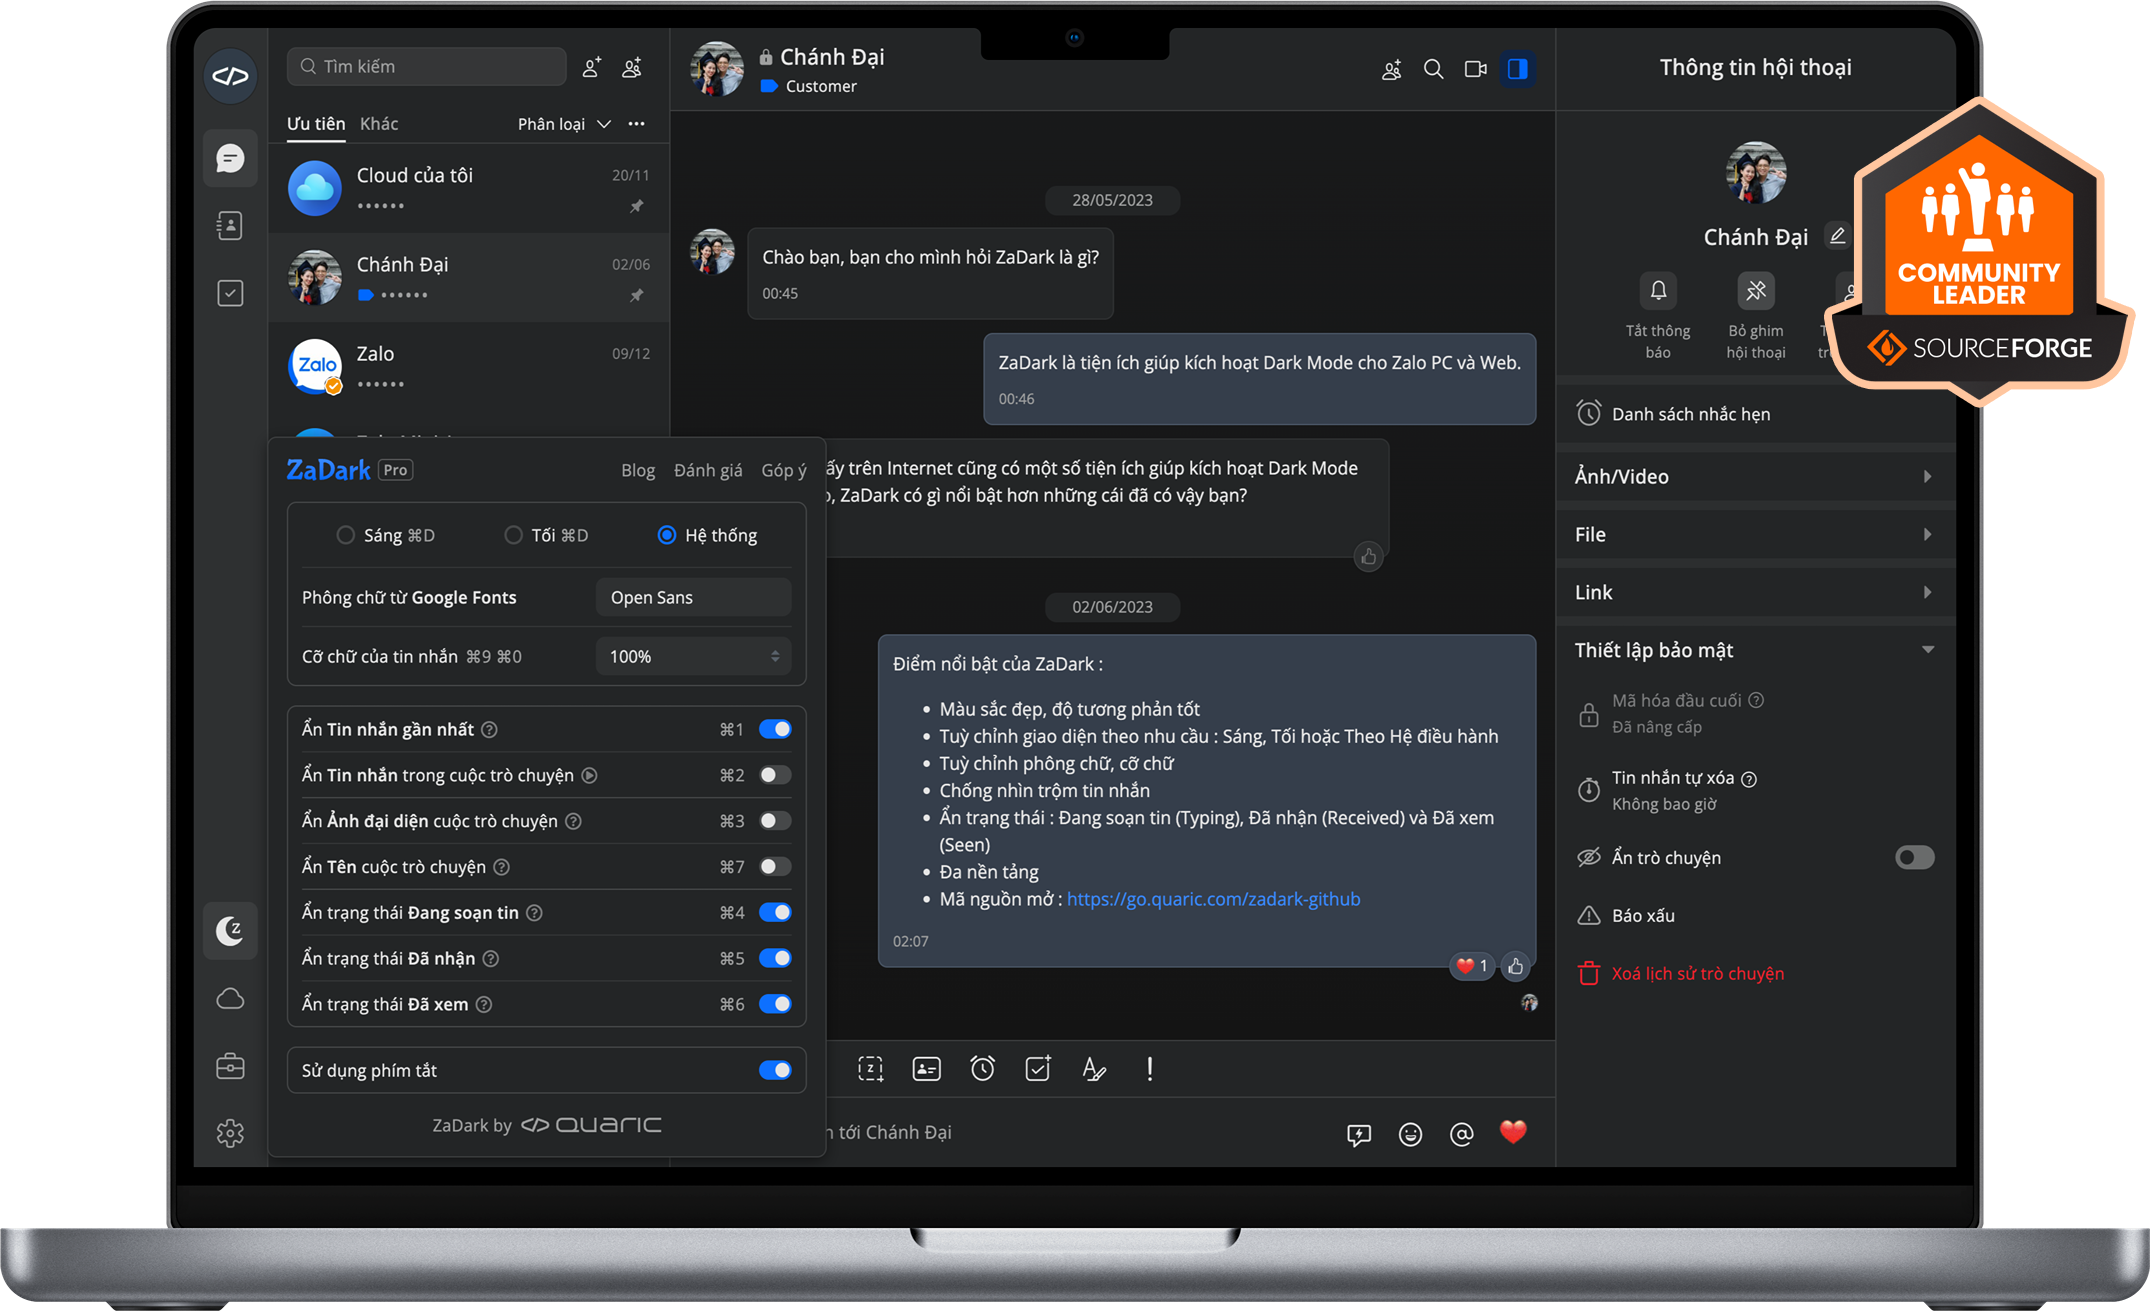 Tìm kiếm
Ưu tiên
Khác
Phân loại
Cloud của tôi
20/11
Chánh Đại
02/06
Zalo
Zalo
09/12
ZaDark
Pro
Blog
Đánh giá
Góp ý
Sáng ⌘D
Tối ⌘D
Hệ thống
Phông chữ từ Google Fonts
Open Sans
Cỡ chữ của tin nhắn ⌘9 ⌘0
100%
Ẩn Tin nhắn gần nhất
⌘1
Ẩn Tin nhắn trong cuộc trò chuyện
⌘2
Ẩn Ảnh đại diện cuộc trò chuyện
⌘3
Ẩn Tên cuộc trò chuyện
⌘7
Ẩn trạng thái Đang soạn tin
⌘4
Ẩn trạng thái Đã nhận
⌘5
Ẩn trạng thái Đã xem
⌘6
Sử dụng phím tắt
ZaDark by QUARIC
Chánh Đại
Customer
28/05/2023
Chào bạn, bạn cho mình hỏi ZaDark là gì?
00:45
ZaDark là tiện ích giúp kích hoạt Dark Mode cho Zalo PC và Web.
00:46
ấy trên Internet cũng có một số tiện ích giúp kích hoạt Dark Mode
, ZaDark có gì nổi bật hơn những cái đã có vậy bạn?
02/06/2023
Điểm nổi bật của ZaDark :
• Màu sắc đẹp, độ tương phản tốt
• Tuỳ chỉnh giao diện theo nhu cầu : Sáng, Tối hoặc Theo Hệ điều hành
• Tuỳ chỉnh phông chữ, cỡ chữ
• Chống nhìn trộm tin nhắn
• Ẩn trạng thái : Đang soạn tin (Typing), Đã nhận (Received) và Đã xem
(Seen)
• Đa nền tảng
• Mã nguồn mở : https://go.quaric.com/zadark-github
02:07
1
tới Chánh Đại
Thông tin hội thoại
Chánh Đại
Tắt thông
báo
Bỏ ghim
hội thoại
Danh sách nhắc hẹn
Ảnh/Video
File
Link
Thiết lập bảo mật
Mã hóa đầu cuối
Đã nâng cấp
Tin nhắn tự xóa
Không bao giờ
Ẩn trò chuyện
Báo xấu
Xoá lịch sử trò chuyện
COMMUNITY
LEADER
SOURCEFORGE